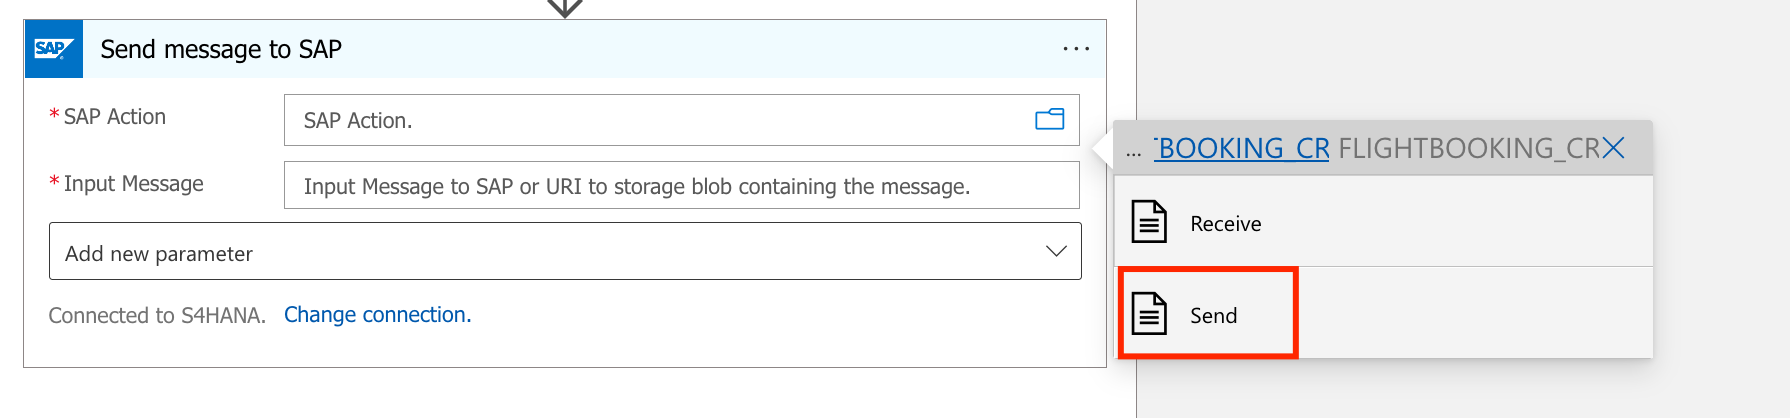 SAP Send message to SAP ...
* SAP Action
SAP Action.
* Input Message
Input Message to SAP or URI to storage blob containing the message.
Add new parameter
Connected to S4HANA. Change connection.
... BOOKING_CR FLIGHTBOOKING_CR
Receive
Send